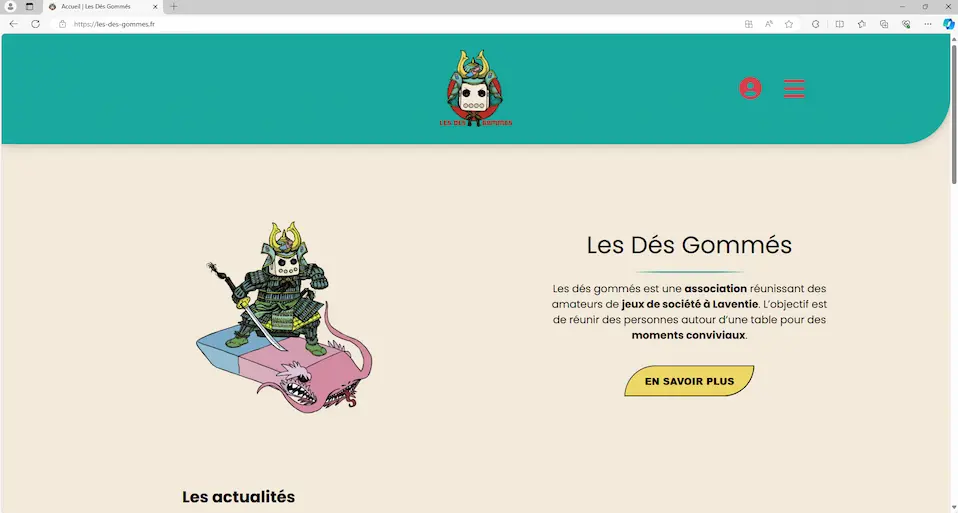 Accueil | Les Dés Gommés
https://les-des-gommes.fr
LES DÉS GOMMÉS
Les Dés Gommés
Les dés gommés est une association réunissant des
amateurs de jeux de société à Laventie. L'objectif est
de réunir des personnes autour d'une table pour des
moments conviviaux.
EN SAVOIR PLUS
Les actualités